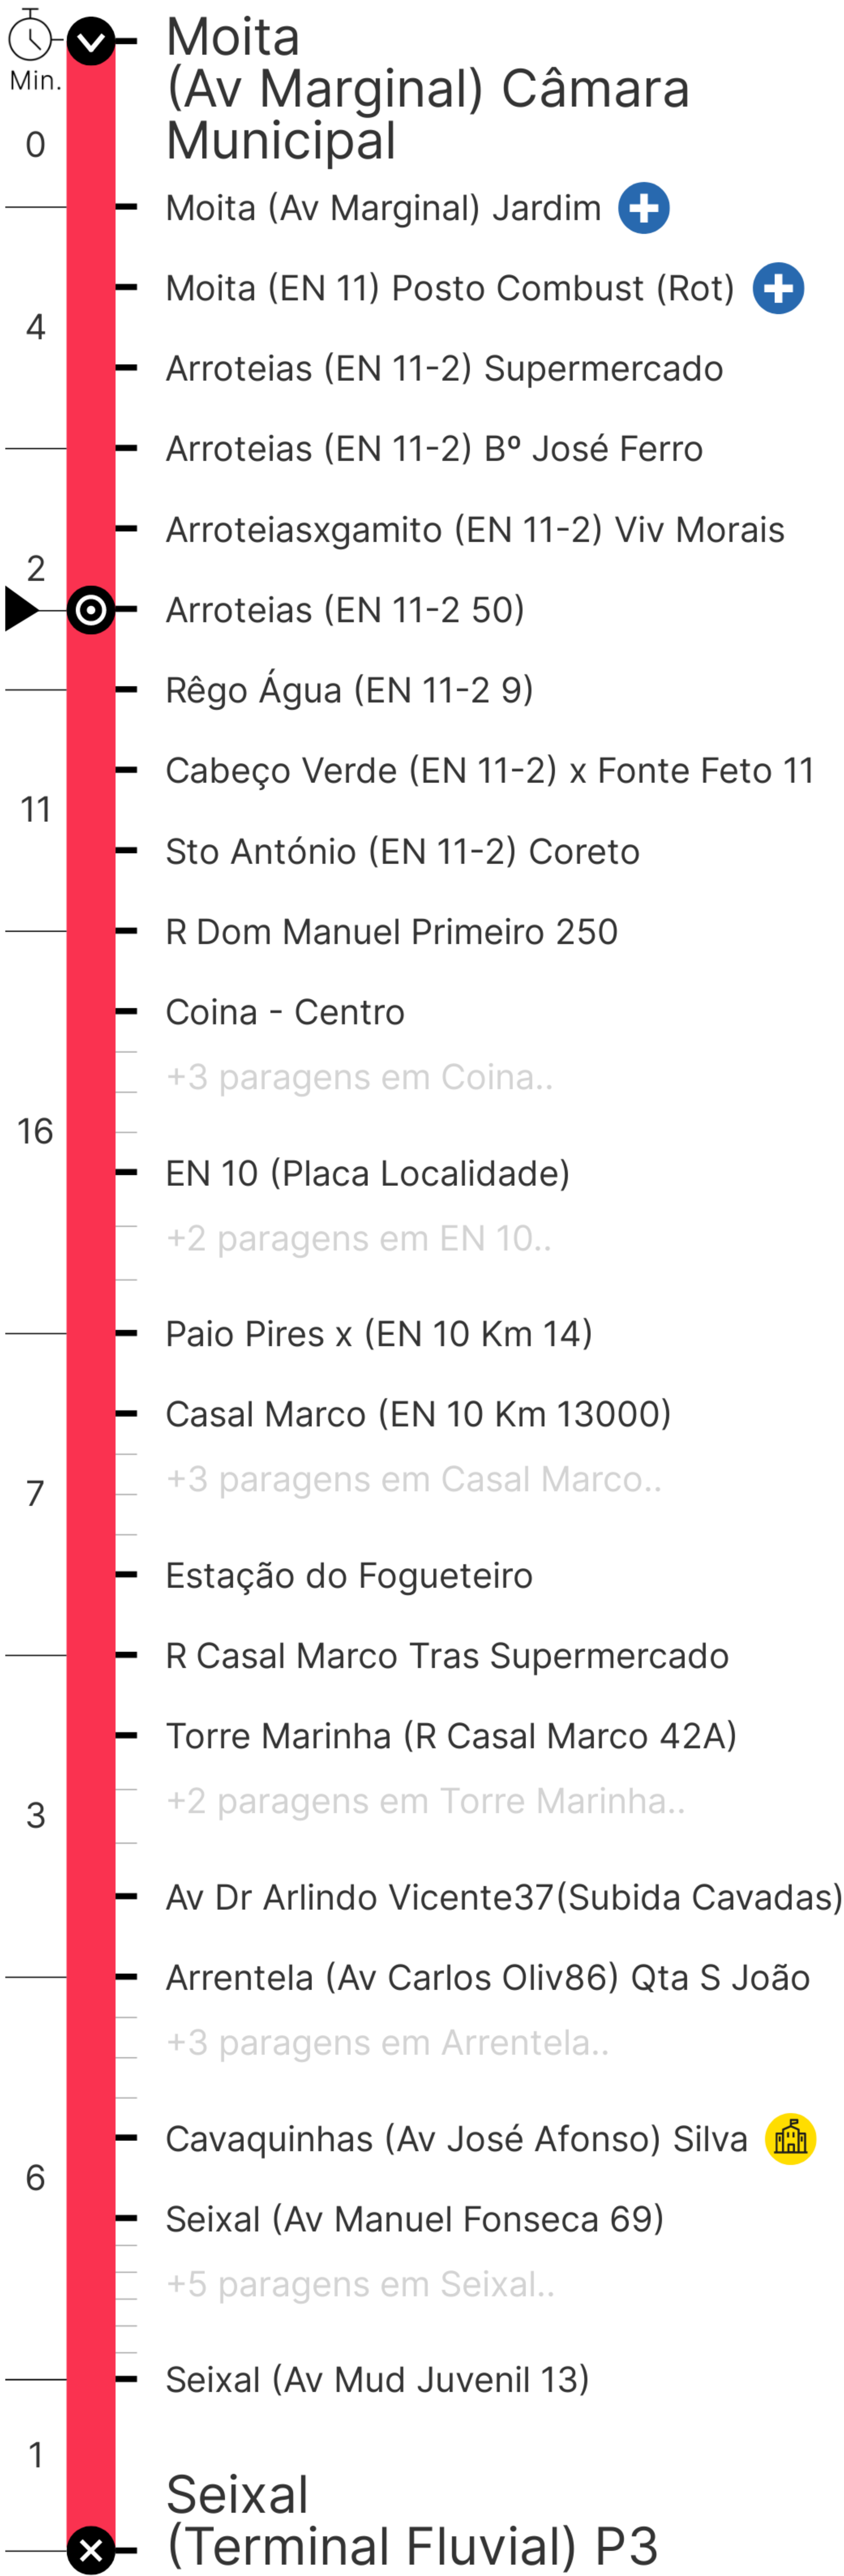 Min.
Moita
(Av Marginal) Câmara
Municipal
0
Moita (Av Marginal) Jardim
Moita (EN 11) Posto Combust (Rot)
4
Arroteias (EN 11-2) Supermercado
Arroteias (EN 11-2) Bº José Ferro
Arroteiasxgamito (EN 11-2) Viv Morais
2
Arroteias (EN 11-2 50)
Rêgo Água (EN 11-2 9)
Cabeço Verde (EN 11-2) x Fonte Feto 11
11
Sto António (EN 11-2) Coreto
R Dom Manuel Primeiro 250
Coina - Centro
+3 paragens em Coina..
16
EN 10 (Placa Localidade)
+2 paragens em EN 10..
Paio Pires x (EN 10 Km 14)
Casal Marco (EN 10 Km 13000)
+3 paragens em Casal Marco..
7
Estação do Fogueteiro
R Casal Marco Tras Supermercado
Torre Marinha (R Casal Marco 42A)
+2 paragens em Torre Marinha..
3
Av Dr Arlindo Vicente37(Subida Cavadas)
Arrentela (Av Carlos Oliv86) Qta S João
+3 paragens em Arrentela..
Cavaquinhas (Av José Afonso) Silva
6
Seixal (Av Manuel Fonseca 69)
+5 paragens em Seixal..
Seixal (Av Mud Juvenil 13)
1
Seixal
(Terminal Fluvial) P3